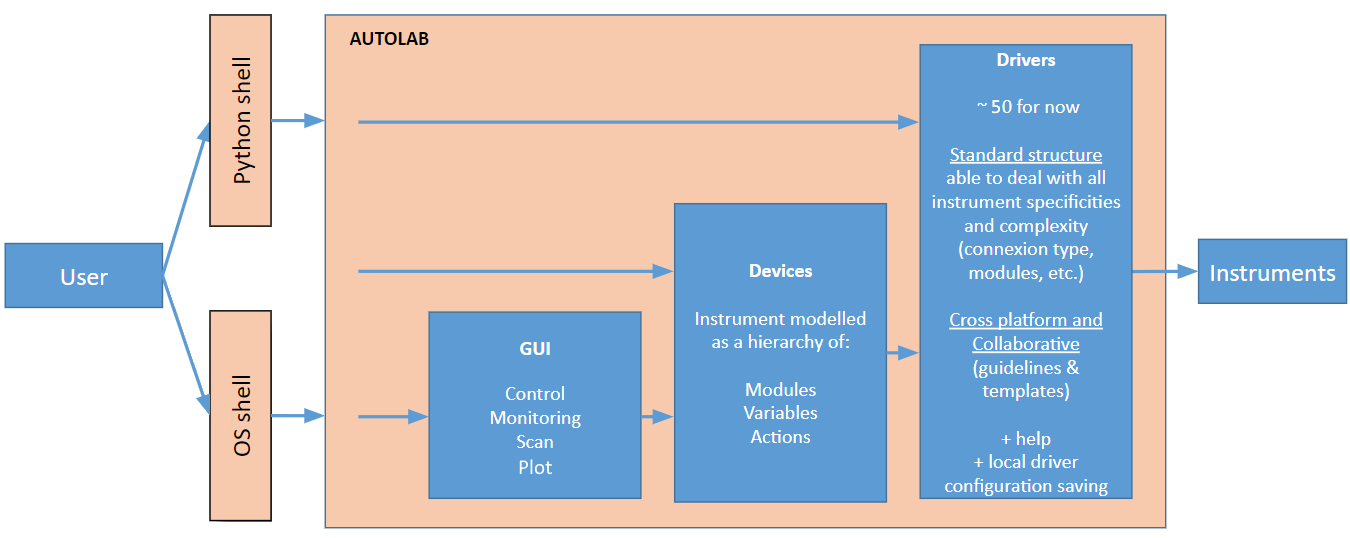 User
Python shell
OS shell
AUTOLAB
GUI
Control
Monitoring
Scan
Plot
Devices
Instrument modelled
as a hierarchy of:
Modules
Variables
Actions
Drivers
~ 50 for now
Standard structure
able to deal with all
instrument specificities
and complexity
(connexion type,
modules, etc.)
Cross platform and
Collaborative
(guidelines &
templates)
+ help
+ local driver
configuration saving
Instruments